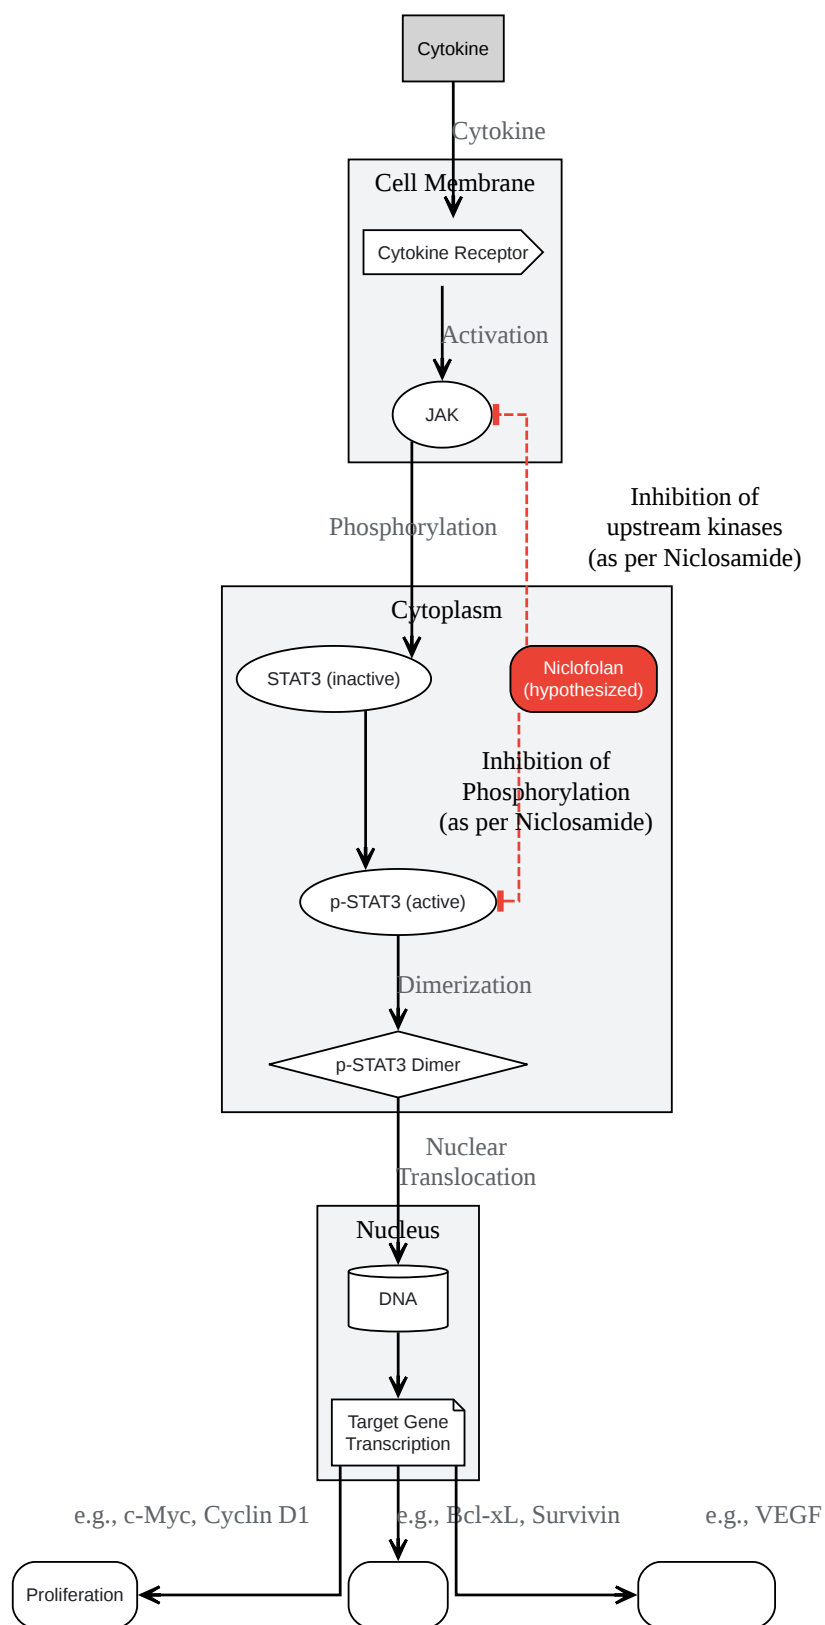 Cytokine
Cytokine
Cell Membrane
Cytokine Receptor
Activation
JAK
Inhibition of
upstream kinases
(as per Niclosamide)
Phosphorylation
Cytoplasm
STAT3 (inactive)
Niclofolan
(hypothesized)
Inhibition of
Phosphorylation
(as per Niclosamide)
p-STAT3 (active)
Dimerization
p-STAT3 Dimer
Nuclear
Translocation
Nucleus
DNA
Target Gene
Transcription
e.g., c-Myc, Cyclin D1
e.g., Bcl-xL, Survivin
e.g., VEGF
Proliferation